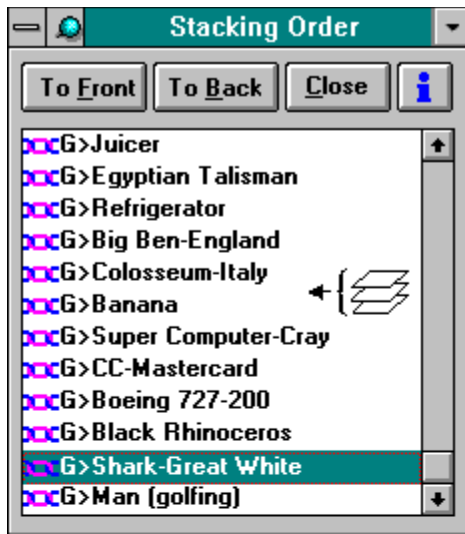 Stacking Order
To Front To Back Close i
G>Juicer
G>Egyptian Talisman
G>Refrigerator
G>Big Ben-England
G>Colosseum-Italy
G>Banana
G>Super Computer-Cray
G>CC-Mastercard
G>Boeing 727-200
G>Black Rhinoceros
G>Shark-Great White
G>Man (golfing)